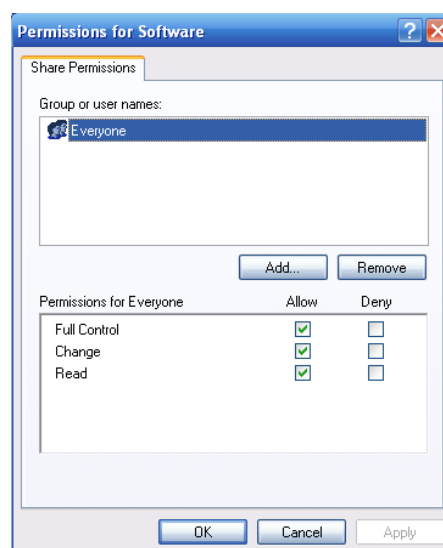 Permissions for Software
Share Permissions
Group or user names:
Everyone
Add... Remove
Permissions for Everyone Allow Deny
Full Control
Change
Read
OK Cancel Apply